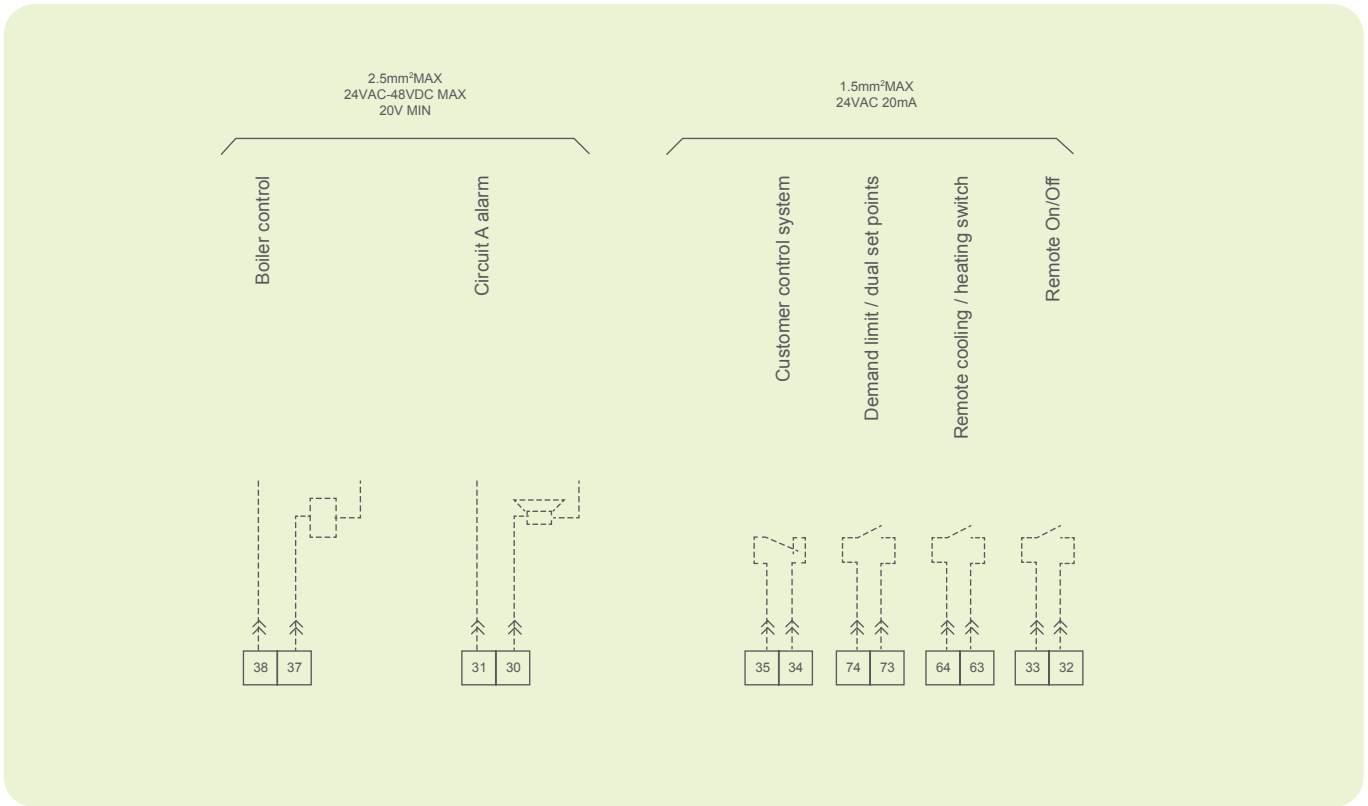 2.5mm²MAX
24VAC-48VDC MAX
20V MIN
1.5mm²MAX
24VAC 20mA
Boiler control
Circuit A alarm
Customer control system
Demand limit / dual set points
Remote cooling / heating switch
Remote On/Off
38 37
31 30
35 34
74 73
64 63
33 32